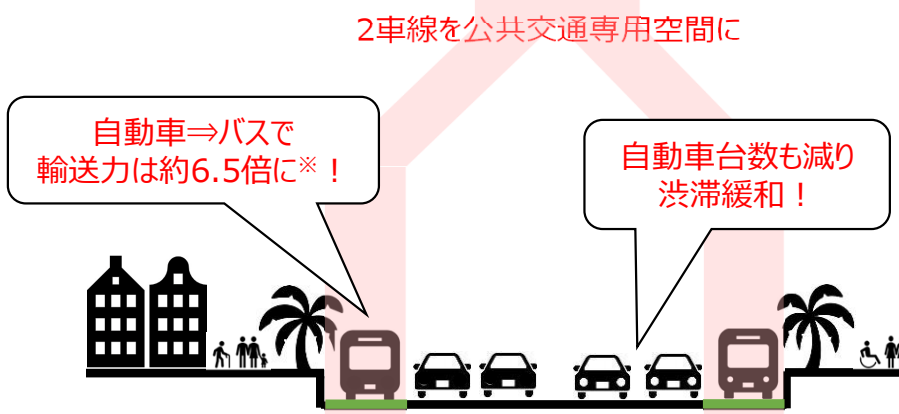 2車線を公共交通専用空間に
自動車⇒バスで
輸送力は約6.5倍に※！
自動車台数も減り
渋滞緩和！